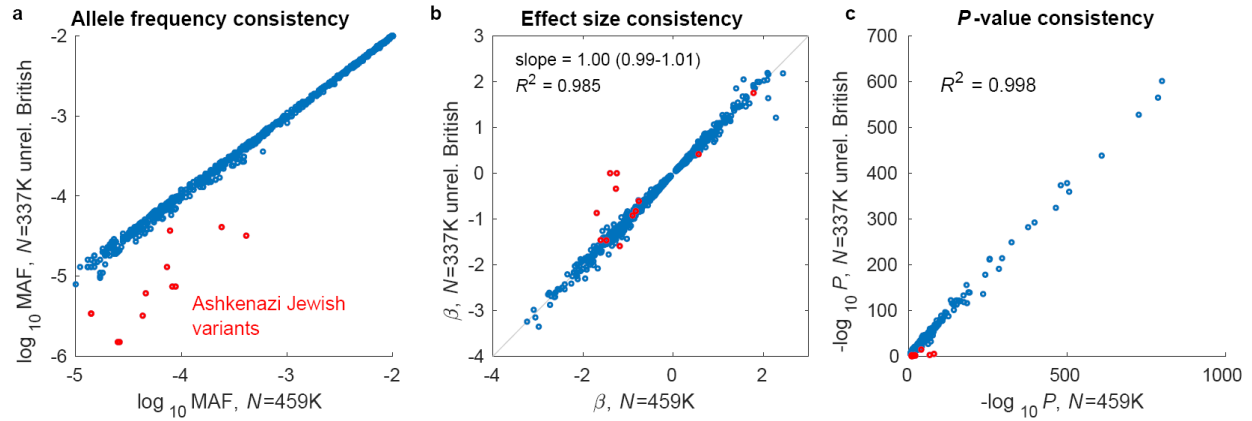 a
Allele frequency consistency
-2
-3
-4
-5
-6
-5
-4
-3
-2
log 10 MAF, N=337K unrel. British
log 10 MAF, N=459K
Ashkenazi Jewish
variants
b
Effect size consistency
slope = 1.00 (0.99-1.01)
R² = 0.985
3
2
1
0
-1
-2
-3
-4
-4
-2
0
2
β, N=337K unrel. British
β, N=459K
c
P-value consistency
R² = 0.998
700
600
500
400
300
200
100
0
0
500
1000
-log 10 P, N=337K unrel. British
-log 10 P, N=459K